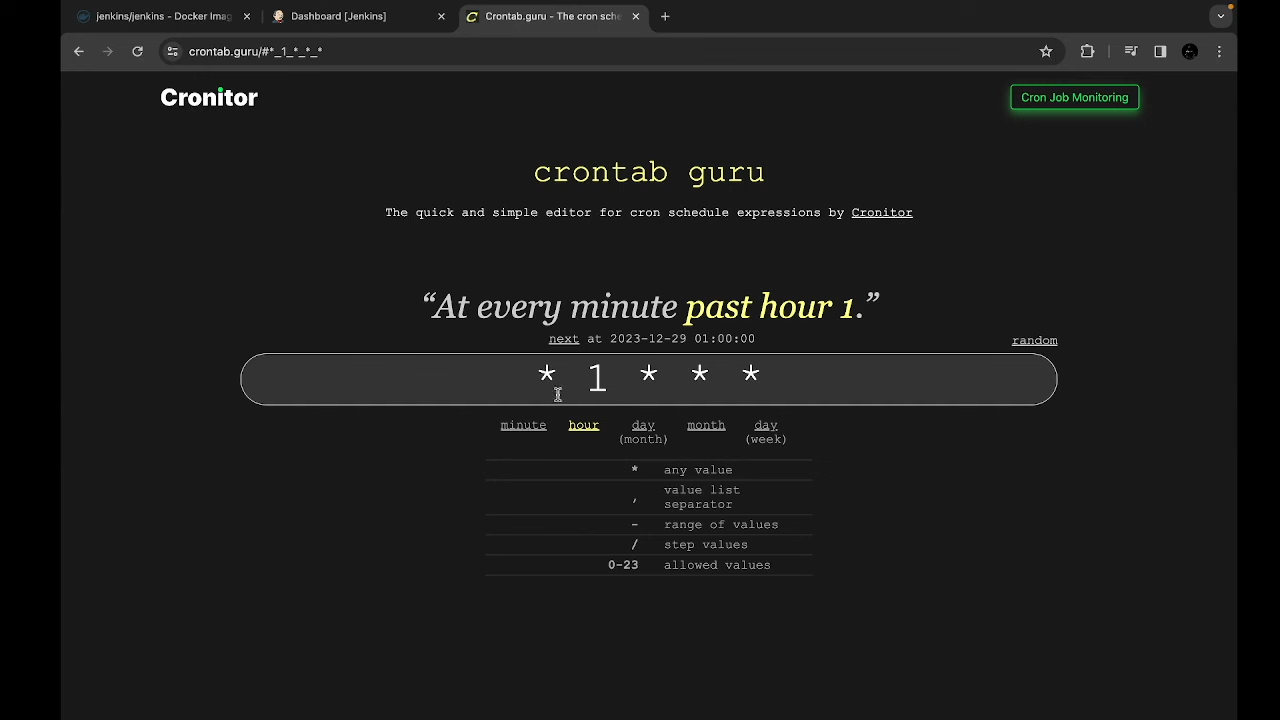 jenkins/jenkins - Docker Imag
Dashboard [Jenkins]
Crontab.guru - The cron sche
crontab.guru/#*_1_*_*_*
Cronitor
Cron Job Monitoring
crontab guru
The quick and simple editor for cron schedule expressions by Cronitor
“At every minute past hour 1.”
next at 2023-12-29 01:00:00
random
* 1 * * *
minute hour day month day
(month) (week)
* any value
, value list
separator
- range of values
/ step values
0-23 allowed values